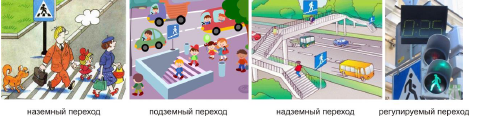 наземный переход
подземный переход
надземный переход
регулируемый переход